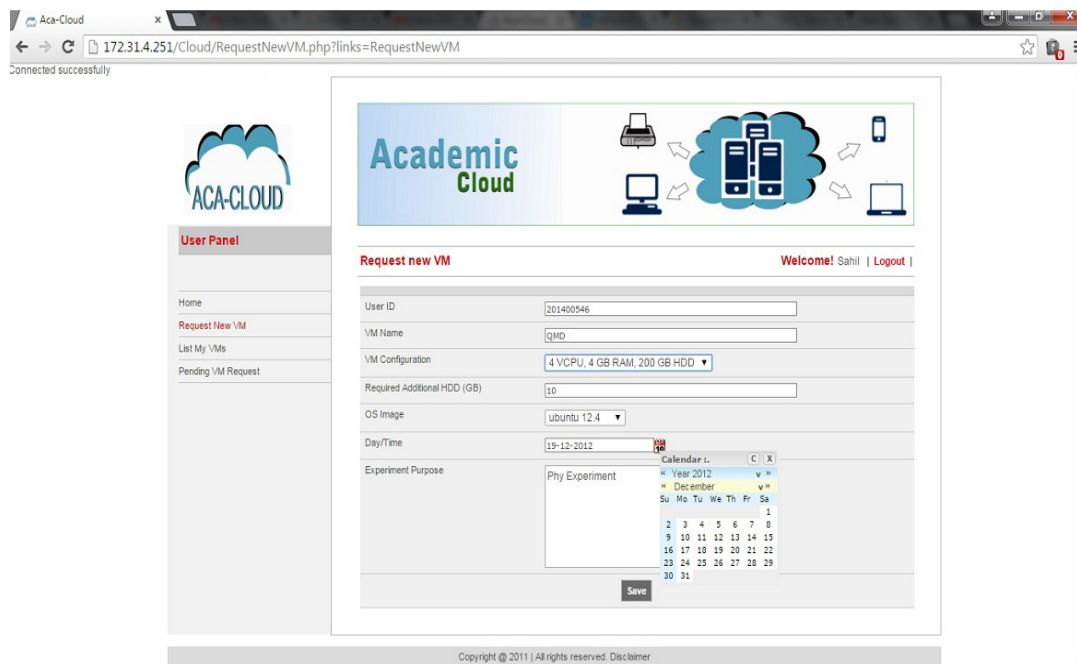 Aca-Cloud
172.31.4.251/Cloud/RequestNewVM.php?links=RequestNewVM
Connected successfully
ACA-CLOUD
Academic
Cloud
User Panel
Home
Request New VM
List My VMs
Pending VM Request
Request new VM
Welcome! Sahil | Logout |
User ID 201400546
VM Name QMD
VM Configuration 4 VCPU, 4 GB RAM, 200 GB HDD
Required Additional HDD (GB) 10
OS Image ubuntu 12.4
Day/Time 19-12-2012
Experiment Purpose Phy Experiment
Calendar :. C X
« Year 2012 v »
« December v »
Su Mo Tu We Th Fr Sa
1
2 3 4 5 6 7 8
9 10 11 12 13 14 15
16 17 18 19 20 21 22
23 24 25 26 27 28 29
30 31
Save
Copyright @ 2011 | All rights reserved. Disclaimer